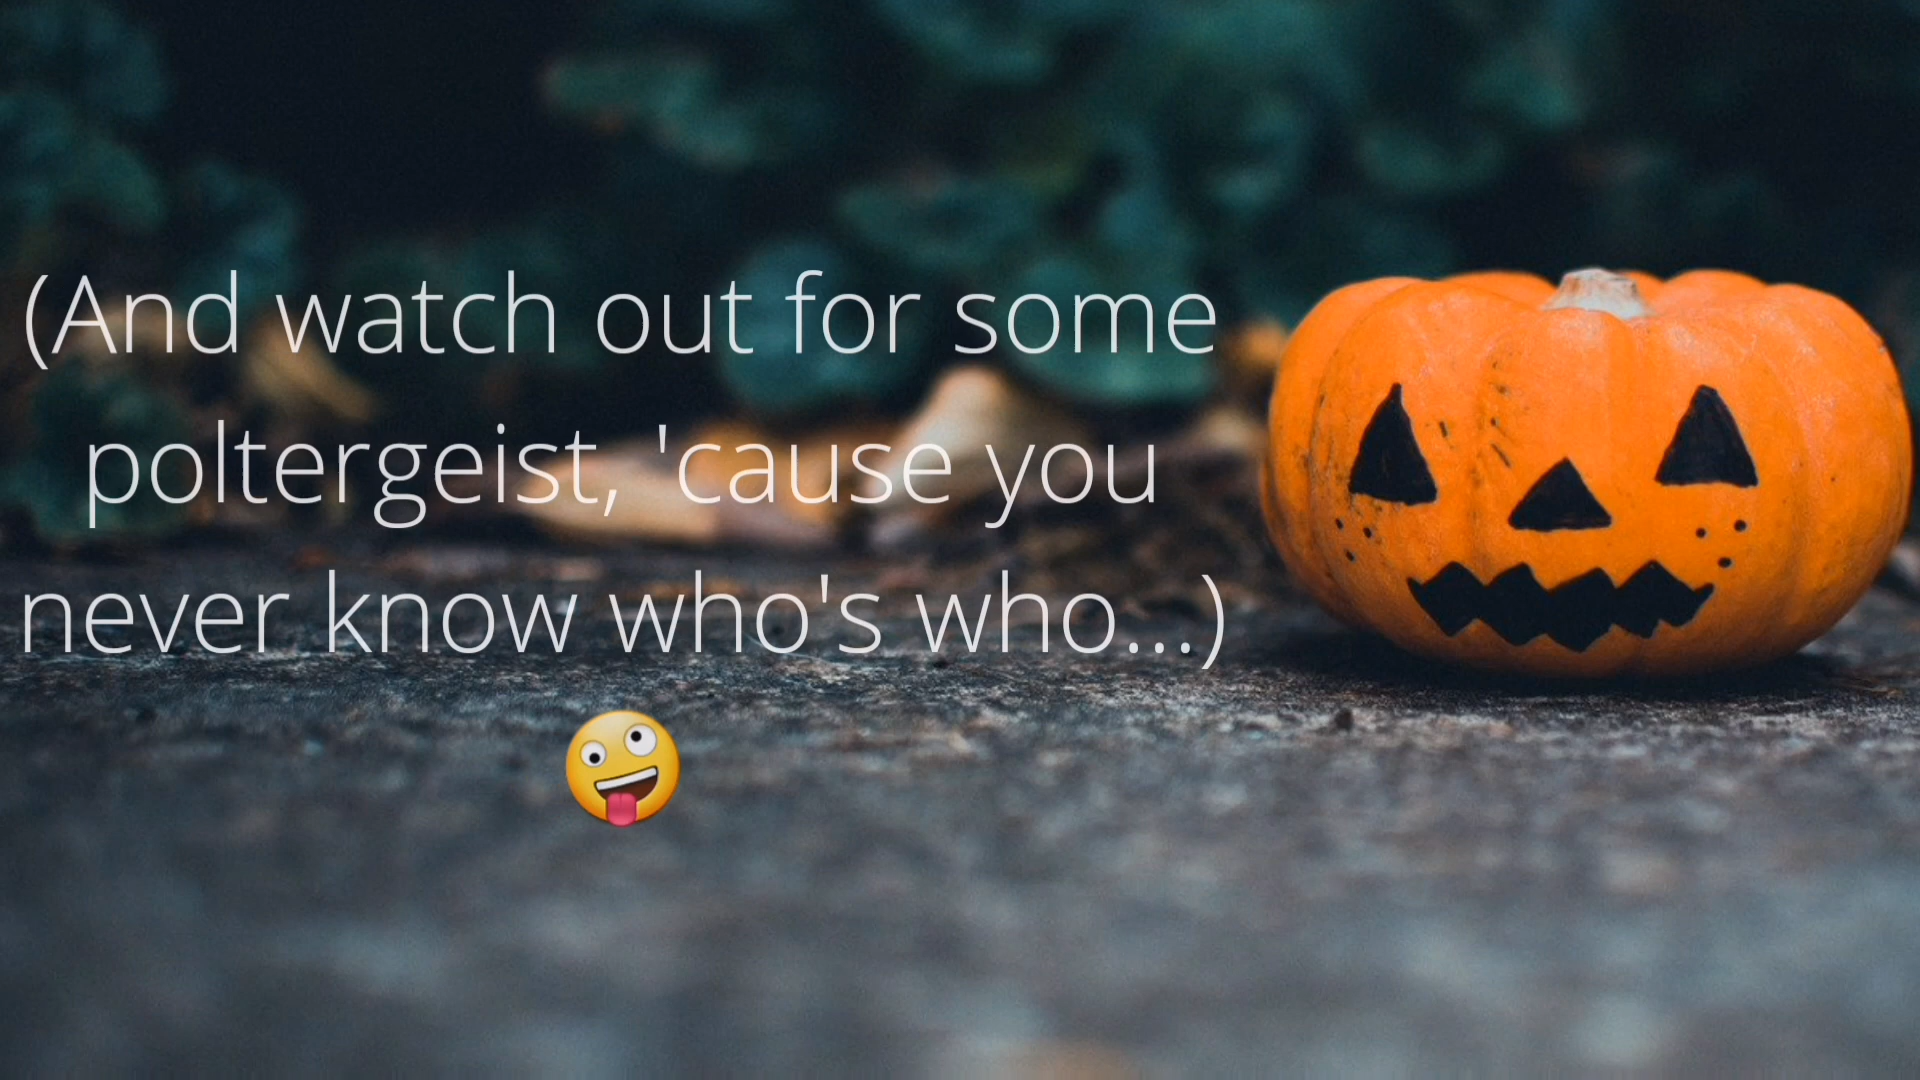 (And watch out for some
poltergeist, 'cause you
never know who's who...)
🤪